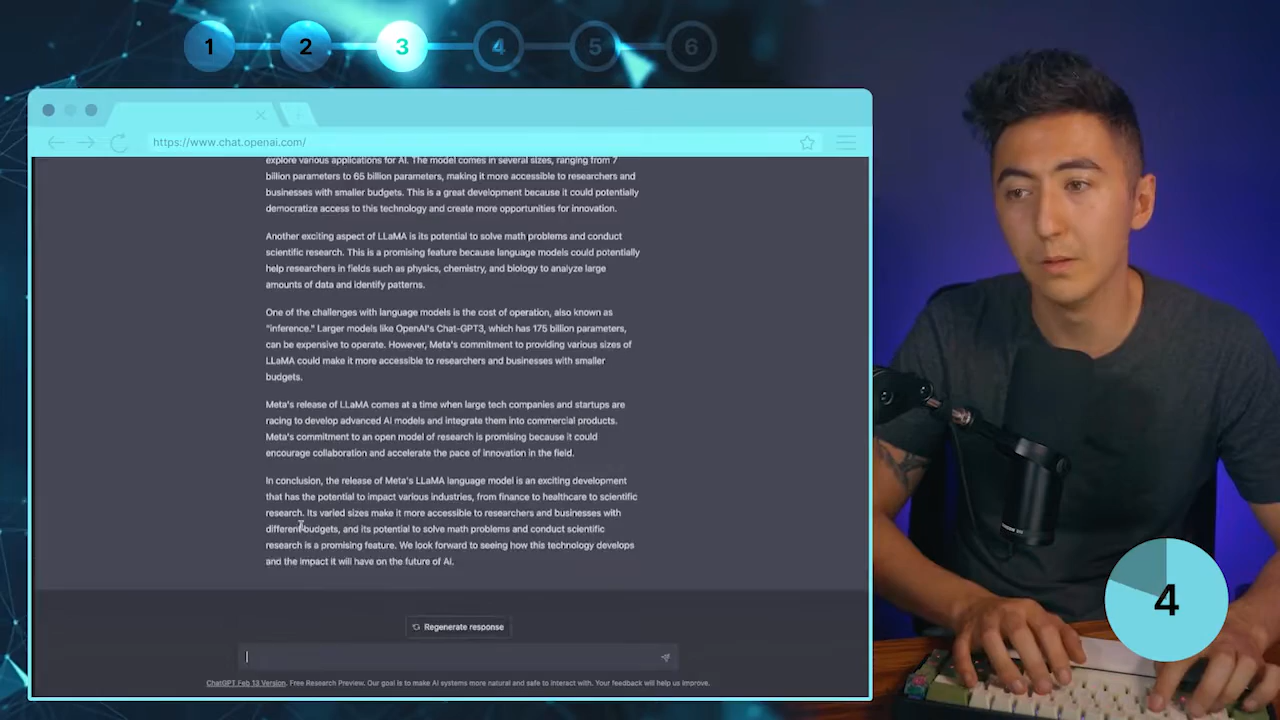 1 2 3 4 5 6
https://www.chat.openai.com/
explore various applications for AI. The model comes in several sizes, ranging from 7
billion parameters to 65 billion parameters, making it more accessible to researchers and
businesses with smaller budgets. This is a great development because it could potentially
democratize access to this technology and create more opportunities for innovation.
Another exciting aspect of LLaMA is its potential to solve math problems and conduct
scientific research. This is a promising feature because language models could potentially
help researchers in fields such as physics, chemistry, and biology to analyze large
amounts of data and identify patterns.
One of the challenges with language models is the cost of operation, also known as
"inference." Larger models like OpenAI's Chat-GPT3, which has 175 billion parameters,
can be expensive to operate. However, Meta's commitment to providing various sizes of
LLaMA could make it more accessible to researchers and businesses with smaller
budgets.
Meta's release of LLaMA comes at a time when large tech companies and startups are
racing to develop advanced AI models and integrate them into commercial products.
Meta's commitment to an open model of research is promising because it could
encourage collaboration and accelerate the pace of innovation in the field.
In conclusion, the release of Meta's LLaMA language model is an exciting development
that has the potential to impact various industries, from finance to healthcare to scientific
research. Its varied sizes make it more accessible to researchers and businesses with
different budgets, and its potential to solve math problems and conduct scientific
research is a promising feature. We look forward to seeing how this technology develops
and the impact it will have on the future of AI.
Regenerate response
ChatGPT Feb 13 Version. Free Research Preview. Our goal is to make AI systems more natural and safe to interact with. Your feedback will help us improve.
4